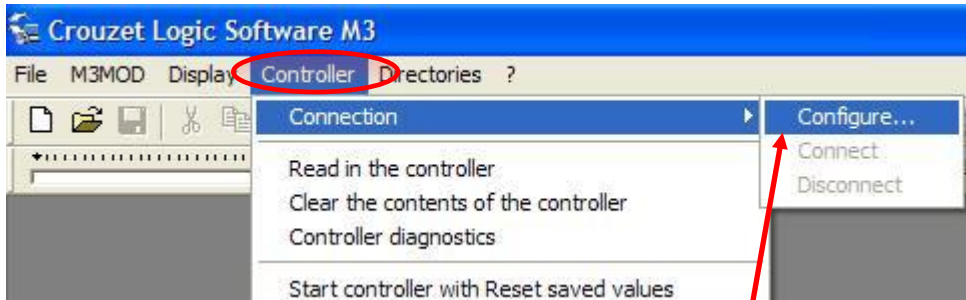 Crouzet Logic Software M3
File M3MOD Display Controller Directories ?
Connection
Configure...
Connect
Disconnect
Read in the controller
Clear the contents of the controller
Controller diagnostics
Start controller with Reset saved values